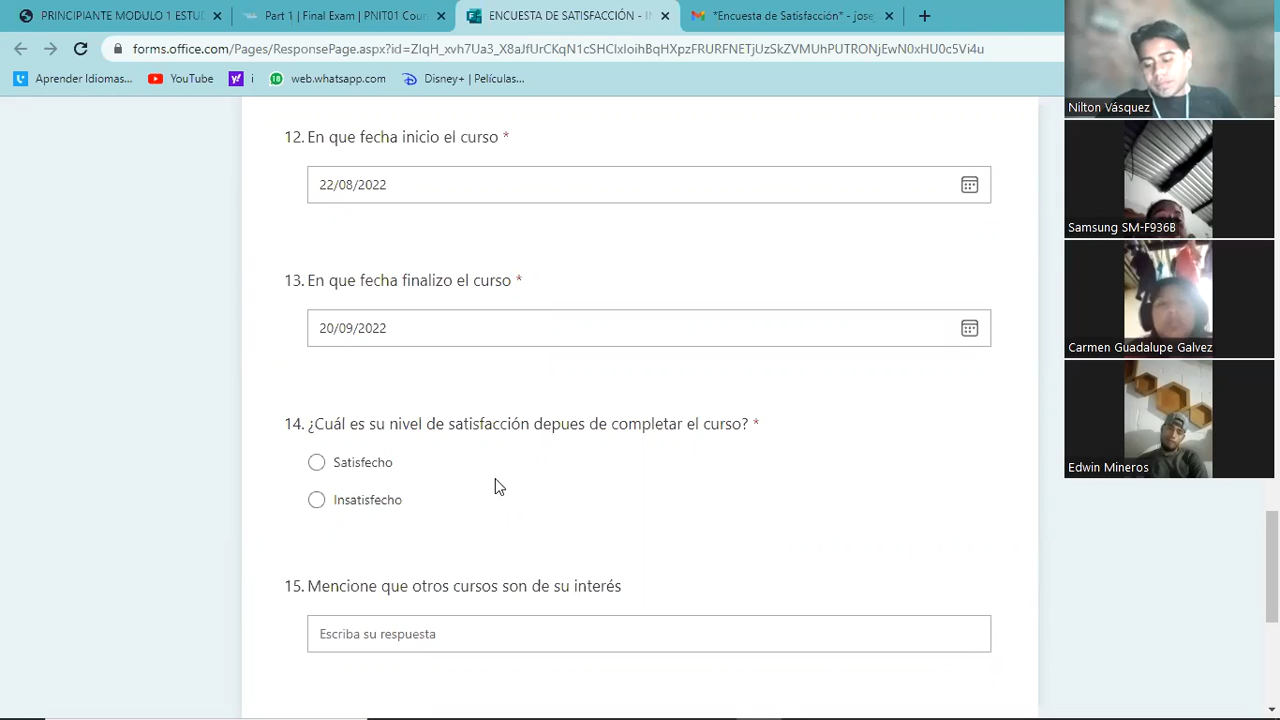 PRINCIPIANTE MODULO 1 ESTUD
Part 1 | Final Exam | PNIT01 Cour
ENCUESTA DE SATISFACCIÓN - IN
*Encuesta de Satisfacción* - jose
forms.office.com/Pages/ResponsePage.aspx?id=ZIqH_xvh7Ua3_X8aJfUrCKqN1cSHClxIoihBqHXpzFRURFNETjUzSkZVMUhPUTRONjEwN0xHU0c5Vi4u
Aprender Idiomas...
YouTube
i
web.whatsapp.com
Disney+ | Películas...
Nilton Vásquez
Samsung SM-F936B
Carmen Guadalupe Galvez
Edwin Mineros
12. En que fecha inicio el curso *
22/08/2022
13. En que fecha finalizo el curso *
20/09/2022
14. ¿Cuál es su nivel de satisfacción depues de completar el curso? *
Satisfecho
Insatisfecho
15. Mencione que otros cursos son de su interés
Escriba su respuesta